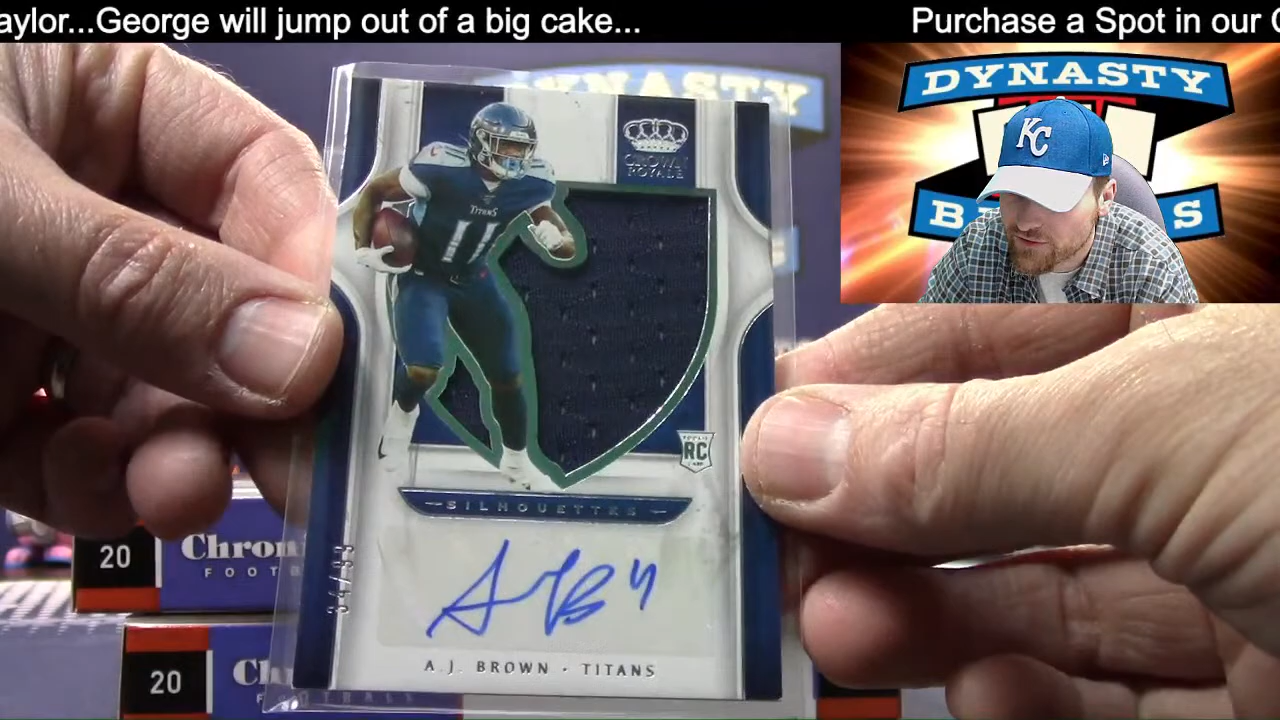 aylor...George will jump out of a big cake...
Purchase a Spot in our
DYNASTY
KC
CROWN
ROYALE
TITANS
11
RC
SILHOUETTES
A.J. BROWN · TITANS
20
Chron
20
Ch